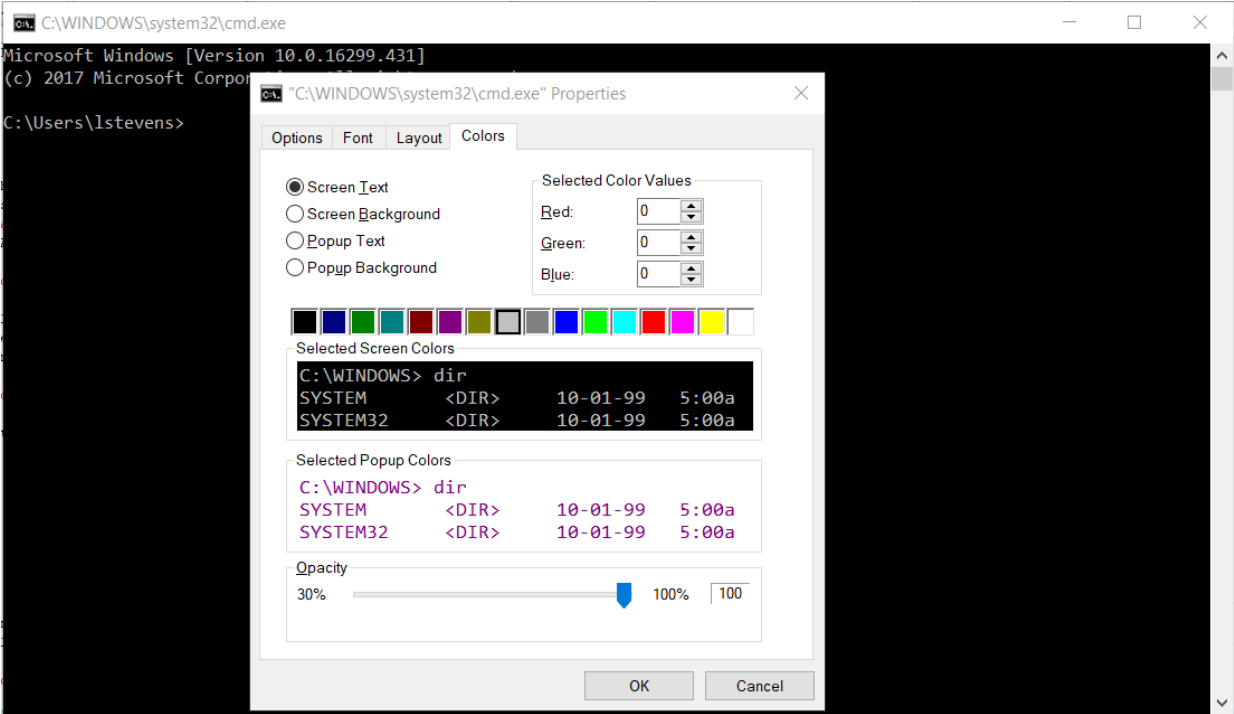 C:\WINDOWS\system32\cmd.exe
Microsoft Windows [Version 10.0.16299.431]
(c) 2017 Microsoft Corpor
C:\Users\lstevens>
"C:\WINDOWS\system32\cmd.exe" Properties
Options Font Layout Colors
Screen Text
Screen Background
Popup Text
Popup Background
Selected Color Values
Red: 0
Green: 0
Blue: 0
Selected Screen Colors
C:\WINDOWS> dir
SYSTEM <DIR> 10-01-99 5:00a
SYSTEM32 <DIR> 10-01-99 5:00a
Selected Popup Colors
C:\WINDOWS> dir
SYSTEM <DIR> 10-01-99 5:00a
SYSTEM32 <DIR> 10-01-99 5:00a
Opacity
30% 100% 100
OK Cancel